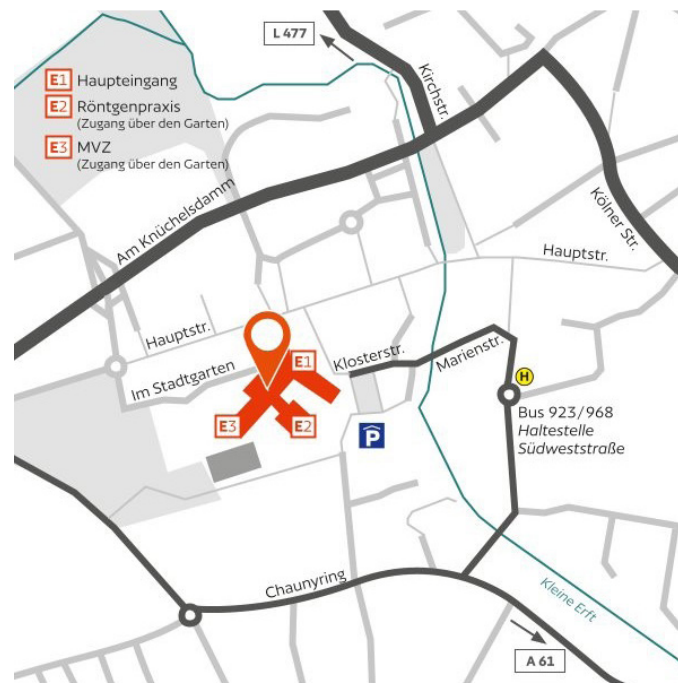 L 477
E1 Haupteingang
E2 Röntgenpraxis
(Zugang über den Garten)
E3 MVZ
(Zugang über den Garten)
Kirchstr.
Am Knüchelsdamm
Kölner Str.
Hauptstr.
Hauptstr.
Im Stadtgarten
E1
Klosterstr.
Marienstr.
H
E3
E2
P
Bus 923/968
Haltestelle
Südweststraße
Chaunyring
Kleine Erft
A 61